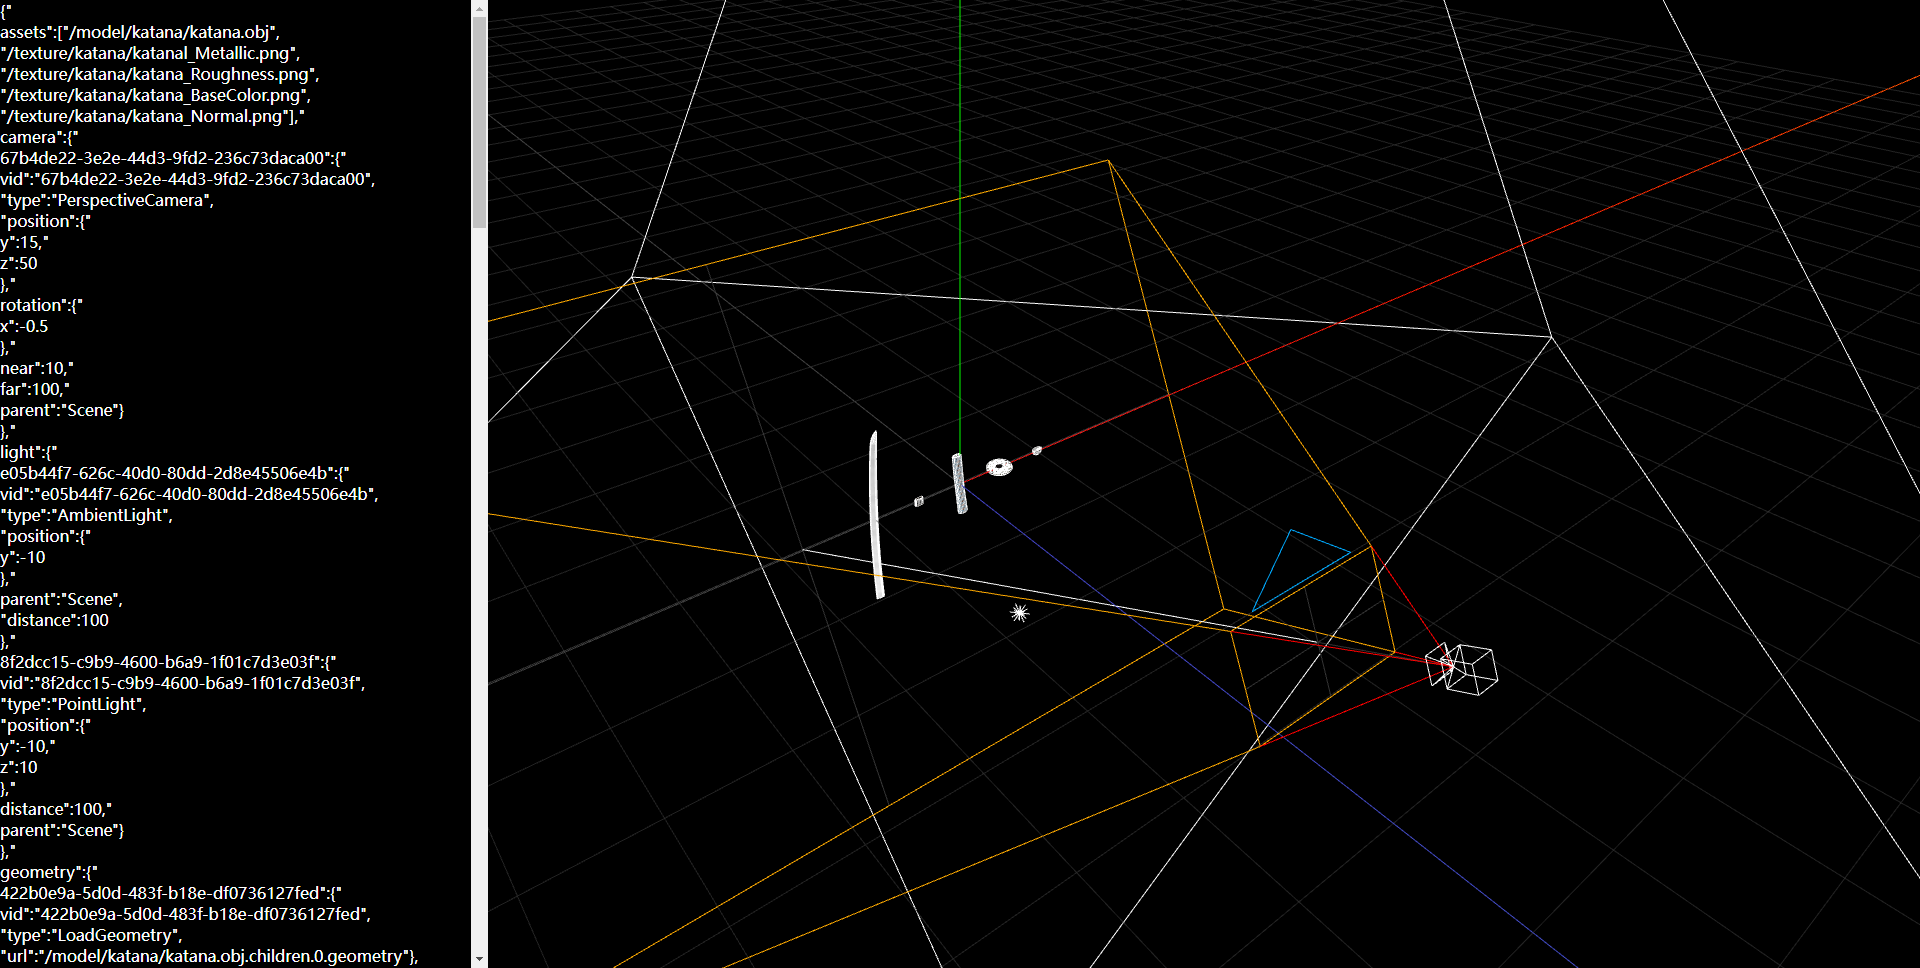 {"
assets":["/model/katana/katana.obj",
"/texture/katana/katanal_Metallic.png",
"/texture/katana/katana_Roughness.png",
"/texture/katana/katana_BaseColor.png",
"/texture/katana/katana_Normal.png"],"
camera":{"
67b4de22-3e2e-44d3-9fd2-236c73daca00":{"
vid":"67b4de22-3e2e-44d3-9fd2-236c73daca00",
"type":"PerspectiveCamera",
"position":{"
y":15,"
z":50
},"
rotation":{"
x":-0.5
},"
near":10,"
far":100,"
parent":"Scene"}
},"
light":{"
e05b44f7-626c-40d0-80dd-2d8e45506e4b":{"
vid":"e05b44f7-626c-40d0-80dd-2d8e45506e4b",
"type":"AmbientLight",
"position":{"
y":-10
},"
parent":"Scene",
"distance":100
},"
8f2dcc15-c9b9-4600-b6a9-1f01c7d3e03f":{"
vid":"8f2dcc15-c9b9-4600-b6a9-1f01c7d3e03f",
"type":"PointLight",
"position":{"
y":-10,"
z":10
},"
distance":100,"
parent":"Scene"}
},"
geometry":{"
422b0e9a-5d0d-483f-b18e-df0736127fed":{"
vid":"422b0e9a-5d0d-483f-b18e-df0736127fed",
"type":"LoadGeometry",
"url":"/model/katana/katana.obj.children.0.geometry"},